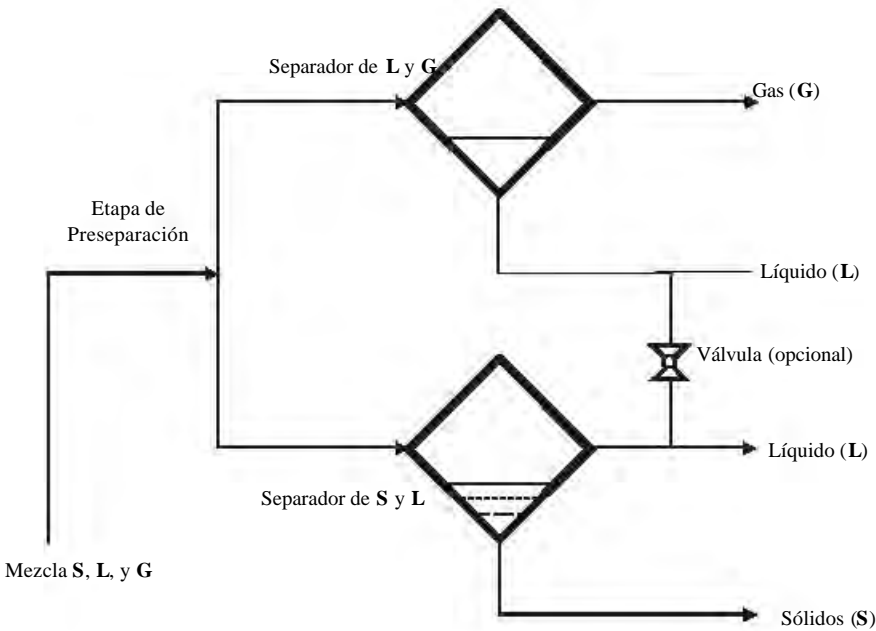 Separador de L y G
Gas (G)
Etapa de
Preseparación
Líquido (L)
Válvula (opcional)
Líquido (L)
Separador de S y L
Mezcla S, L, y G
Sólidos (S)